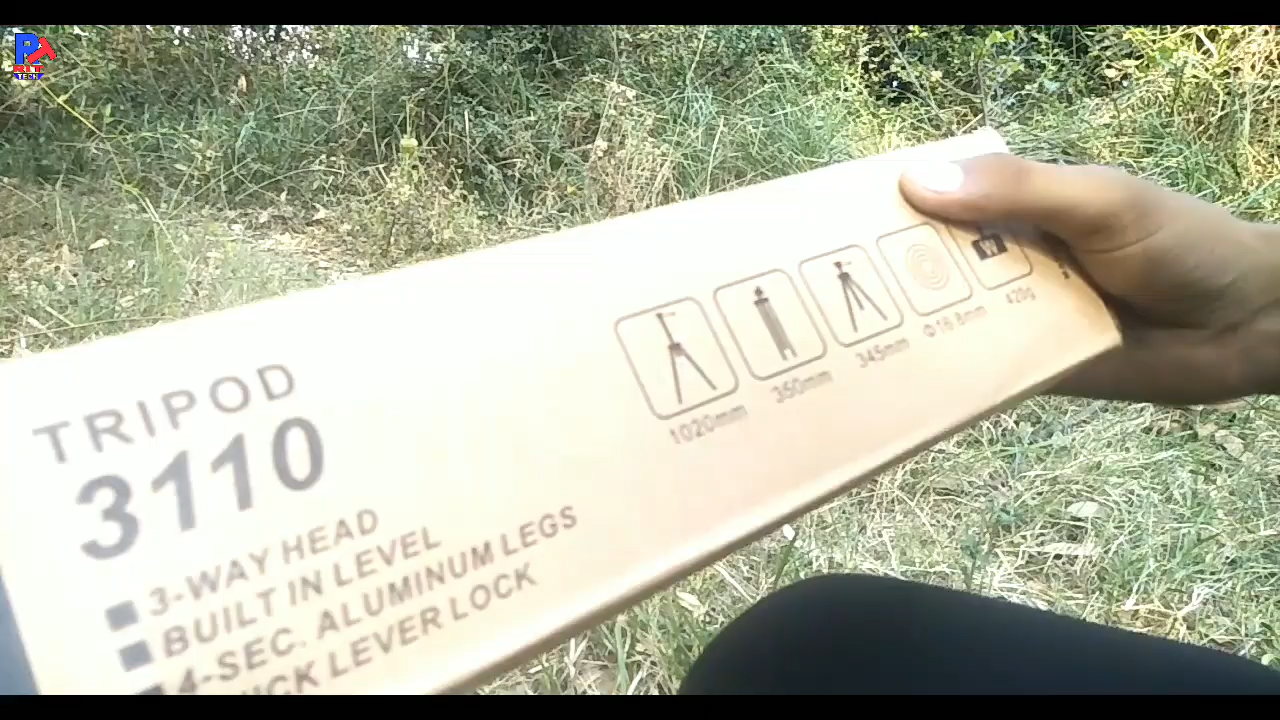 TRIPOD
3110
3-WAY HEAD
BUILT IN LEVEL
4-SEC. ALUMINUM LEGS
LEVER LOCK
1020mm
350mm
345mm
Φ16.8mm
W
420g
TECH